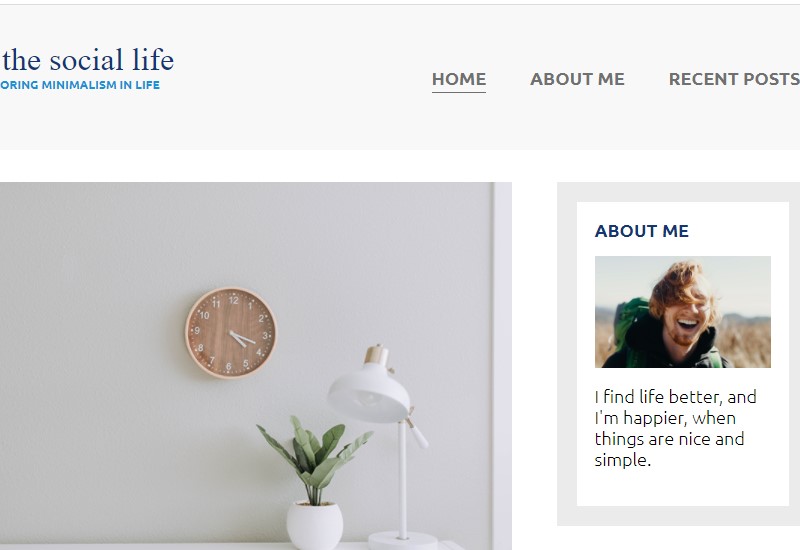 the social life
ORING MINIMALISM IN LIFE
HOME ABOUT ME RECENT POSTS
12
11 1
10 2
9 3
8 4
7 5
6
ABOUT ME
I find life better, and
I'm happier, when
things are nice and
simple.